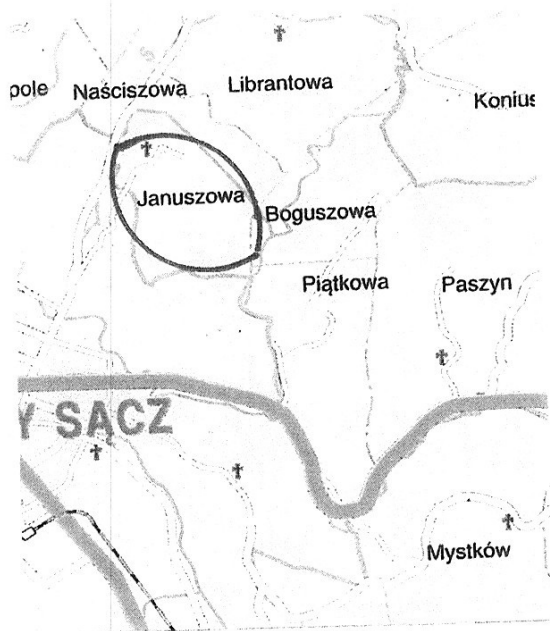 pole
Naściszowa
Librantowa
Konius
Januszowa
Boguszowa
Piątkowa
Paszyn
Y SĄCZ
Mystków